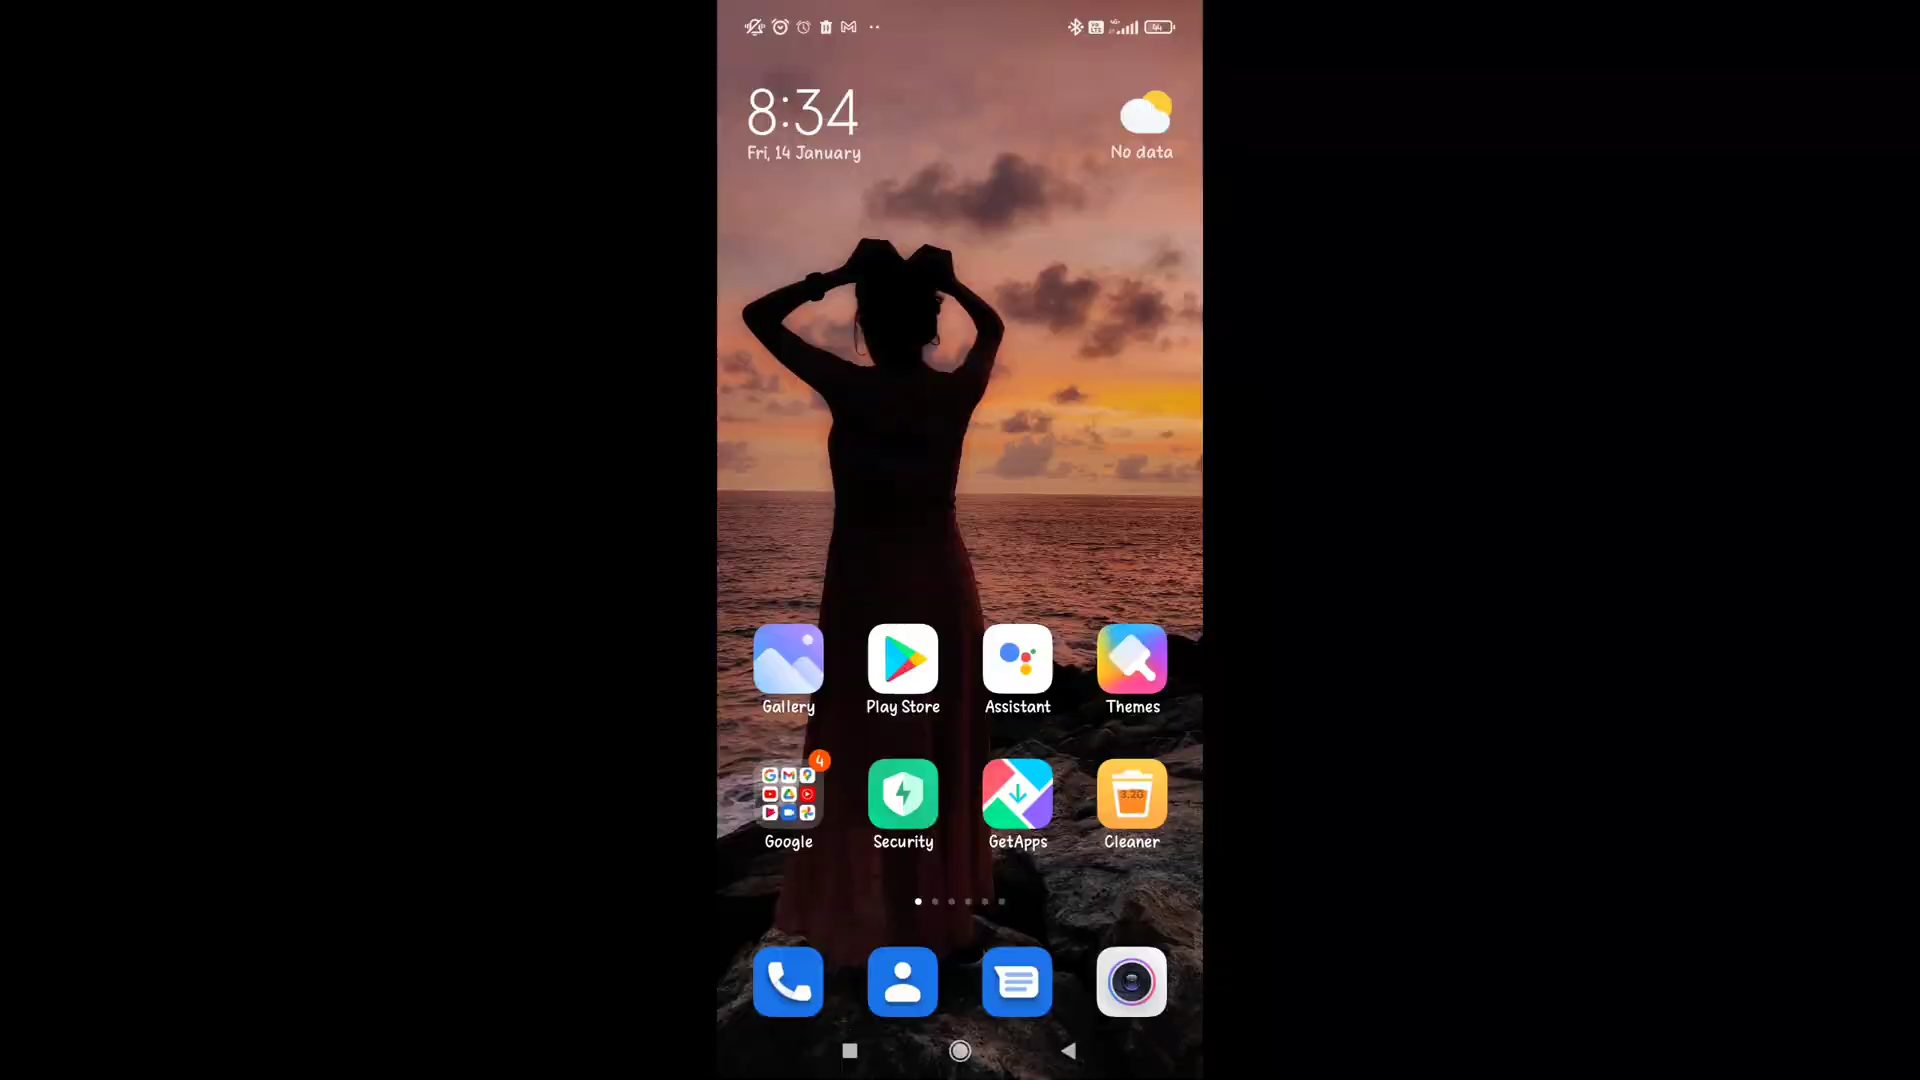 8:34
Fri, 14 January
No data
Gallery
Play Store
Assistant
Themes
4
Google
Security
GetApps
Cleaner